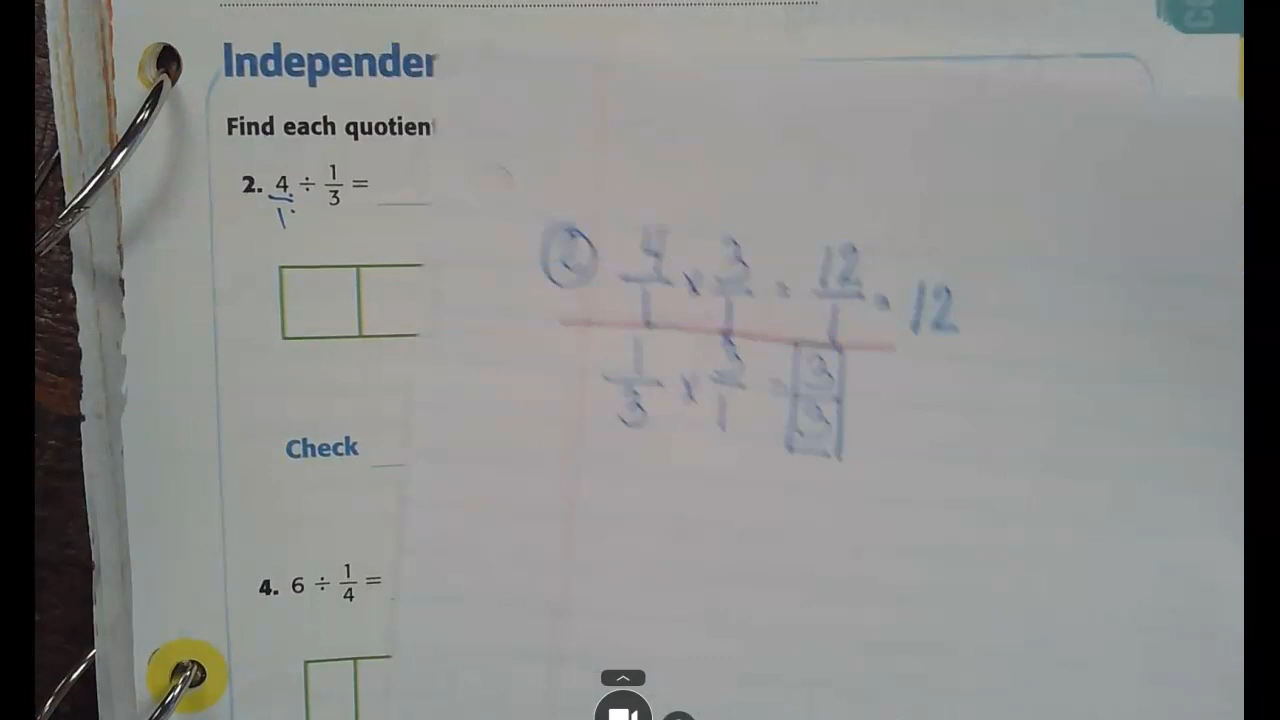 Independen
Find each quotien
2. 4 ÷ 1/3 =
1
② 4/1 × 3/1 = 12/1 = 12
1/3 × 3/1 = 3/3
Check
4. 6 ÷ 1/4 =